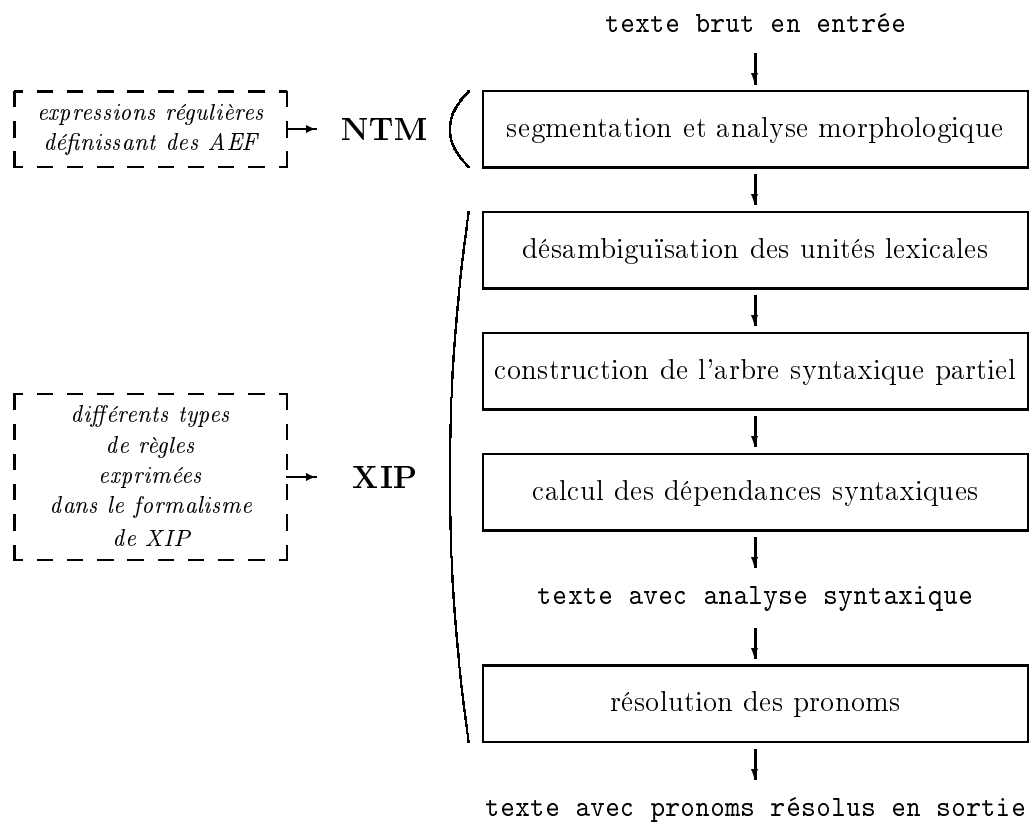 texte brut en entrée
expressions régulières
définissant des AEF
NTM
segmentation et analyse morphologique
désambiguïsation des unités lexicales
construction de l'arbre syntaxique partiel
différents types
de règles
exprimées
dans le formalisme
de XIP
XIP
calcul des dépendances syntaxiques
texte avec analyse syntaxique
résolution des pronoms
texte avec pronoms résolus en sortie